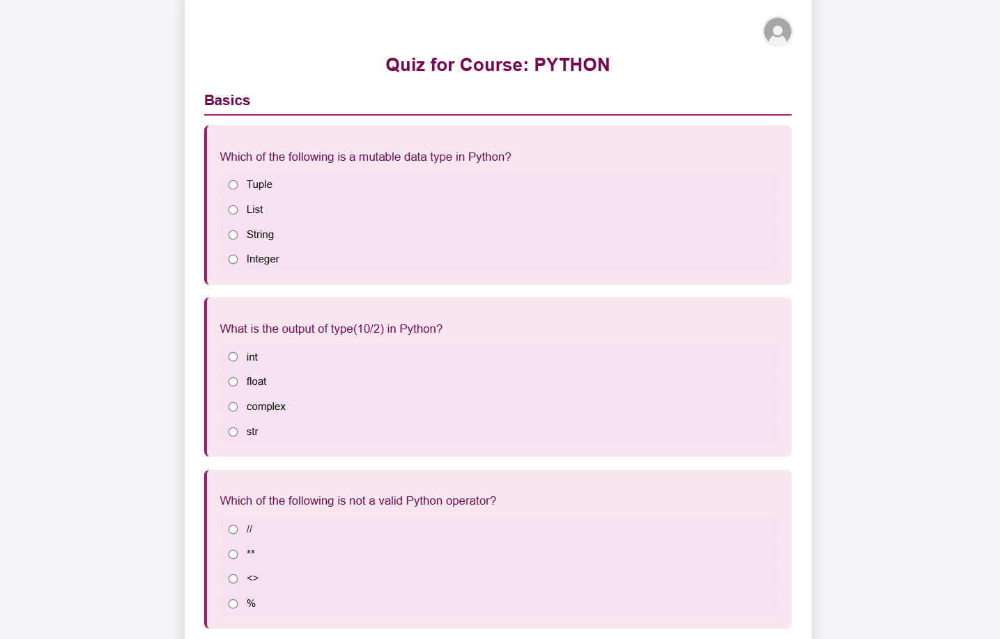 Quiz for Course: PYTHON
Basics
Which of the following is a mutable data type in Python?
Tuple
List
String
Integer
What is the output of type(10/2) in Python?
int
float
complex
str
Which of the following is not a valid Python operator?
//
**
<>
%